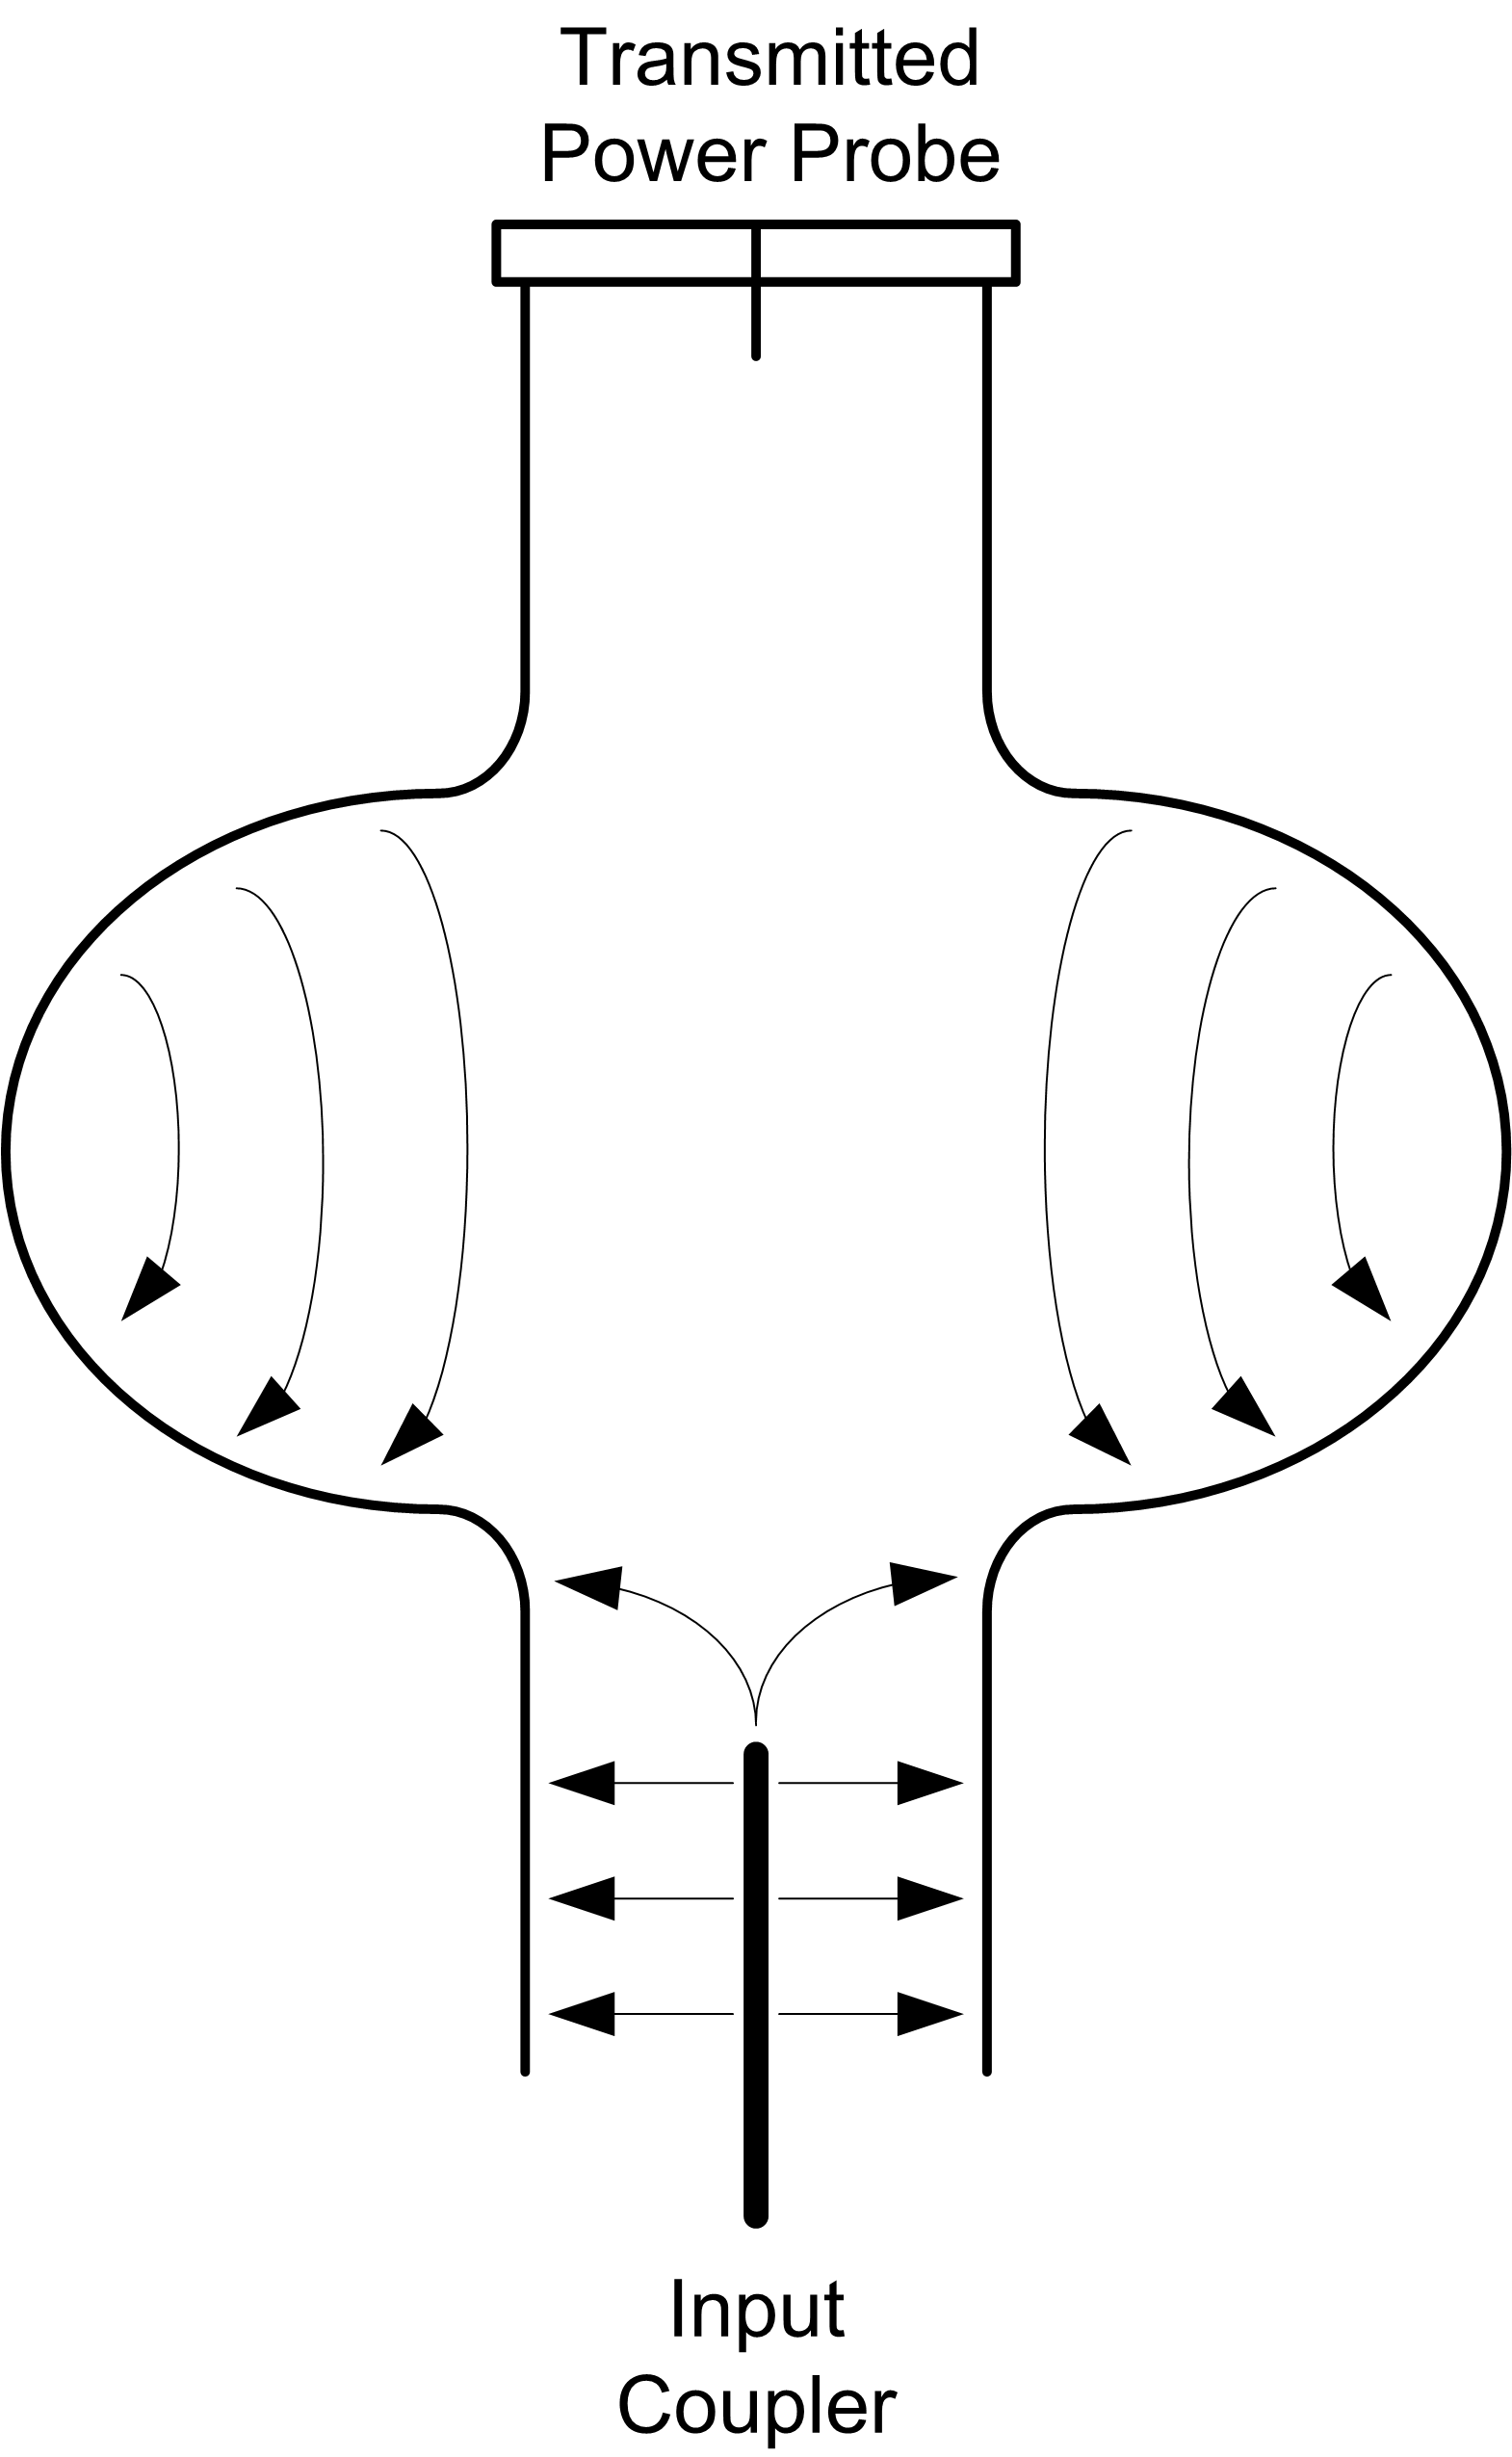 Transmitted
Power Probe
Input
Coupler